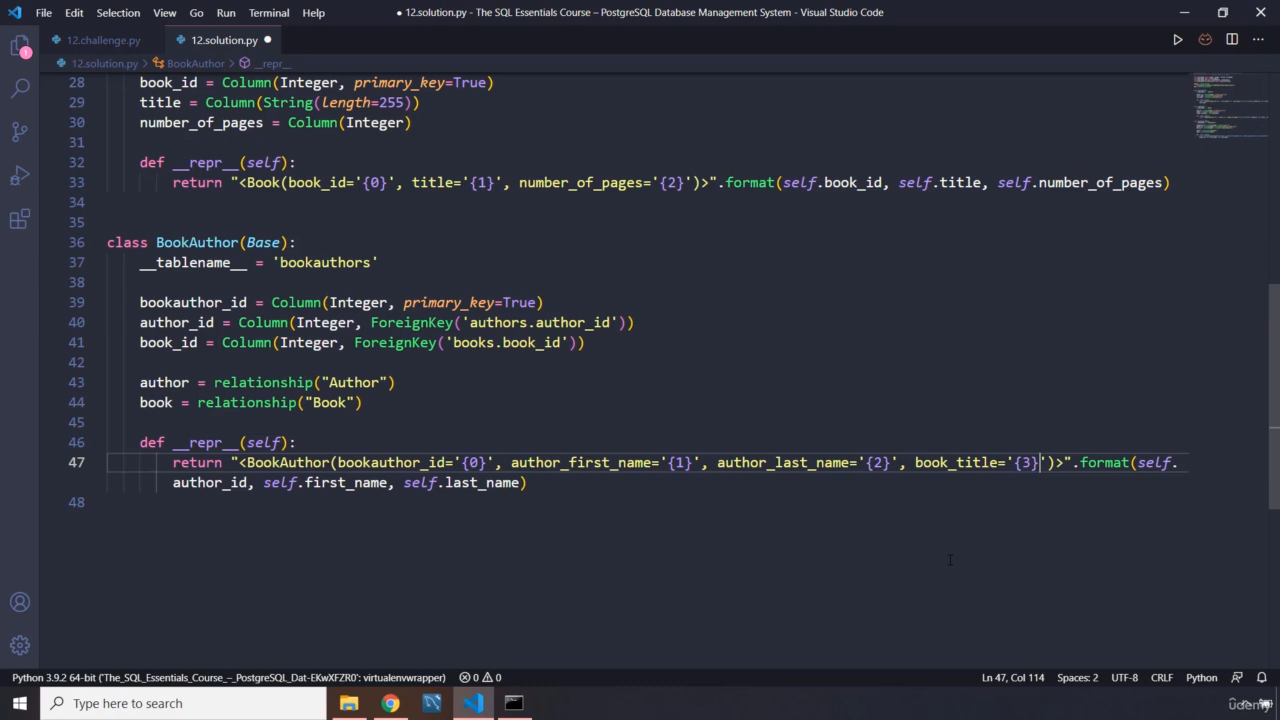 File Edit Selection View Go Run Terminal Help ● 12.solution.py - The SQL Essentials Course – PostgreSQL Database Management System - Visual Studio Code
12.challenge.py 12.solution.py ●
12.solution.py › BookAuthor › __repr__
1
28 book_id = Column(Integer, primary_key=True)
29 title = Column(String(length=255))
30 number_of_pages = Column(Integer)
31
32 def __repr__(self):
33 return "<Book(book_id='{0}', title='{1}', number_of_pages='{2}')>".format(self.book_id, self.title, self.number_of_pages)
34
35
36 class BookAuthor(Base):
37 __tablename__ = 'bookauthors'
38
39 bookauthor_id = Column(Integer, primary_key=True)
40 author_id = Column(Integer, ForeignKey('authors.author_id'))
41 book_id = Column(Integer, ForeignKey('books.book_id'))
42
43 author = relationship("Author")
44 book = relationship("Book")
45
46 def __repr__(self):
47 return "<BookAuthor(bookauthor_id='{0}', author_first_name='{1}', author_last_name='{2}', book_title='{3}')>".format(self.
author_id, self.first_name, self.last_name)
48
Python 3.9.2 64-bit ('The_SQL_Essentials_Course_–_PostgreSQL_Dat-EKwXFZR0': virtualenvwrapper) 0 0 Ln 47, Col 114 Spaces: 2 UTF-8 CRLF Python
Type here to search
Udemy